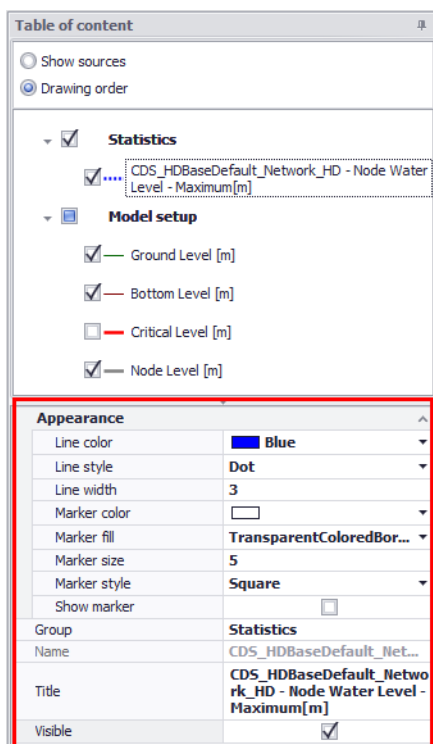 Table of content
Show sources
Drawing order
Statistics
CDS_HDBaseDefault_Network_HD - Node Water
Level - Maximum[m]
Model setup
Ground Level [m]
Bottom Level [m]
Critical Level [m]
Node Level [m]
Appearance
Line color Blue
Line style Dot
Line width 3
Marker color
Marker fill TransparentColoredBor...
Marker size 5
Marker style Square
Show marker
Group Statistics
Name CDS_HDBaseDefault_Net...
Title CDS_HDBaseDefault_Netwo
rk_HD - Node Water Level -
Maximum[m]
Visible